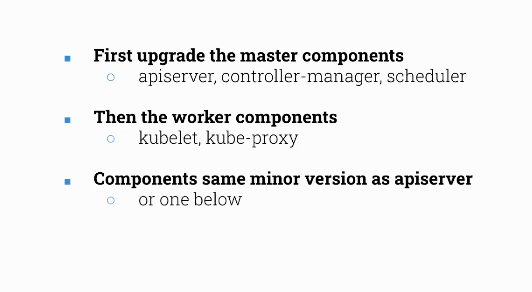 First upgrade the master components
apiserver, controller-manager, scheduler
Then the worker components
kubelet, kube-proxy
Components same minor version as apiserver
or one below